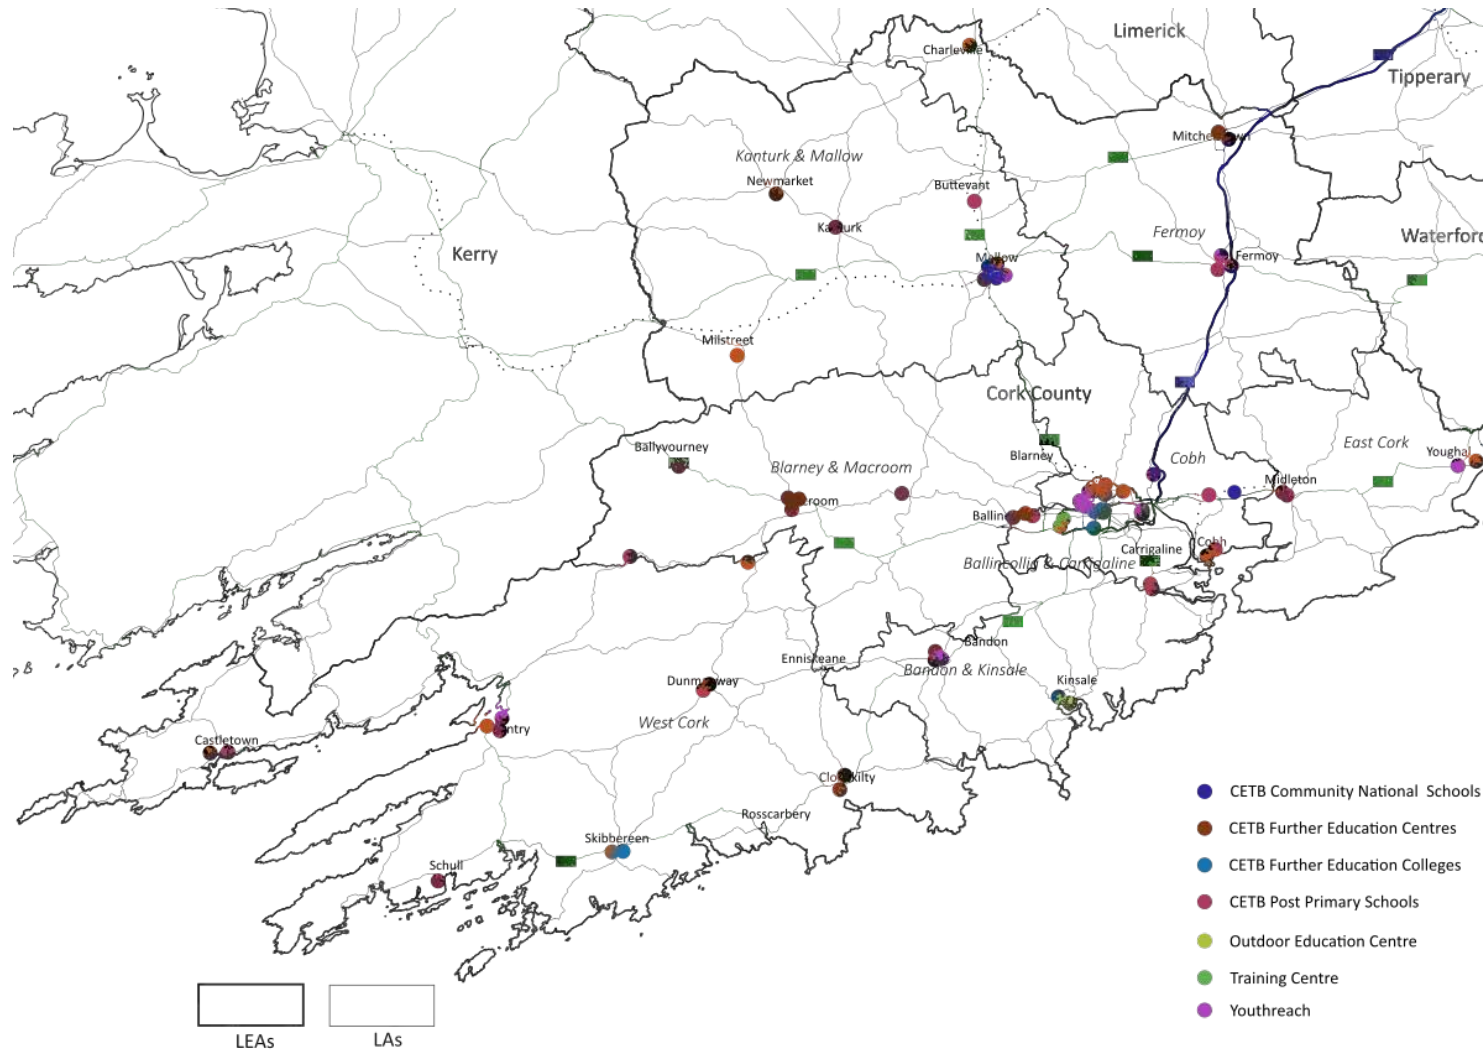 Limerick
Charleville
Tipperary
Mitchelstown
Kanturk & Mallow
Newmarket
Buttevant
Kanturk
Fermoy
Waterford
Kerry
Mallow
Fermoy
Milstreet
Cork County
East Cork
Ballyvourney
Blarney
Cobh
Youghal
Blarney & Macroom
Midleton
Macroom
Ballincollig
Carrigaline
Cobh
Ballincollig & Carrigaline
Bandon
Enniskeane
Bandon & Kinsale
Dunmanway
Kinsale
West Cork
Bantry
Castletown
Clonakilty
CETB Community National Schools
Rosscarbery
CETB Further Education Centres
Skibbereen
Schull
CETB Further Education Colleges
CETB Post Primary Schools
Outdoor Education Centre
Training Centre
Youthreach
LEAs
LAs